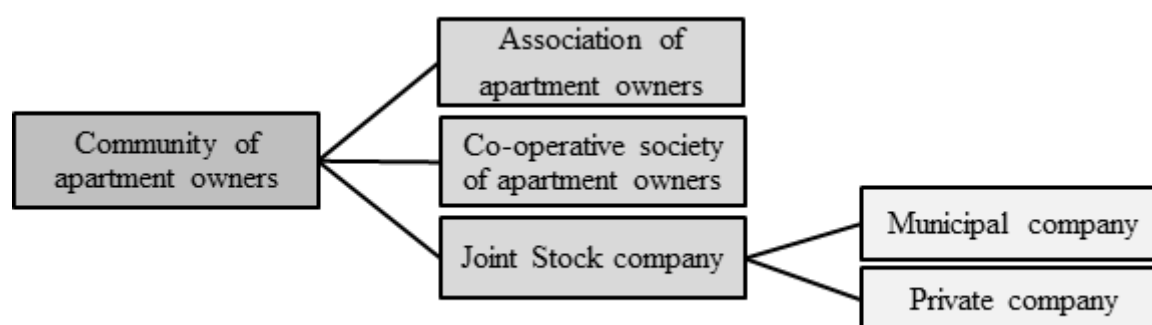 Community of
apartment owners
Association of
apartment owners
Co-operative society
of apartment owners
Joint Stock company
Municipal company
Private company